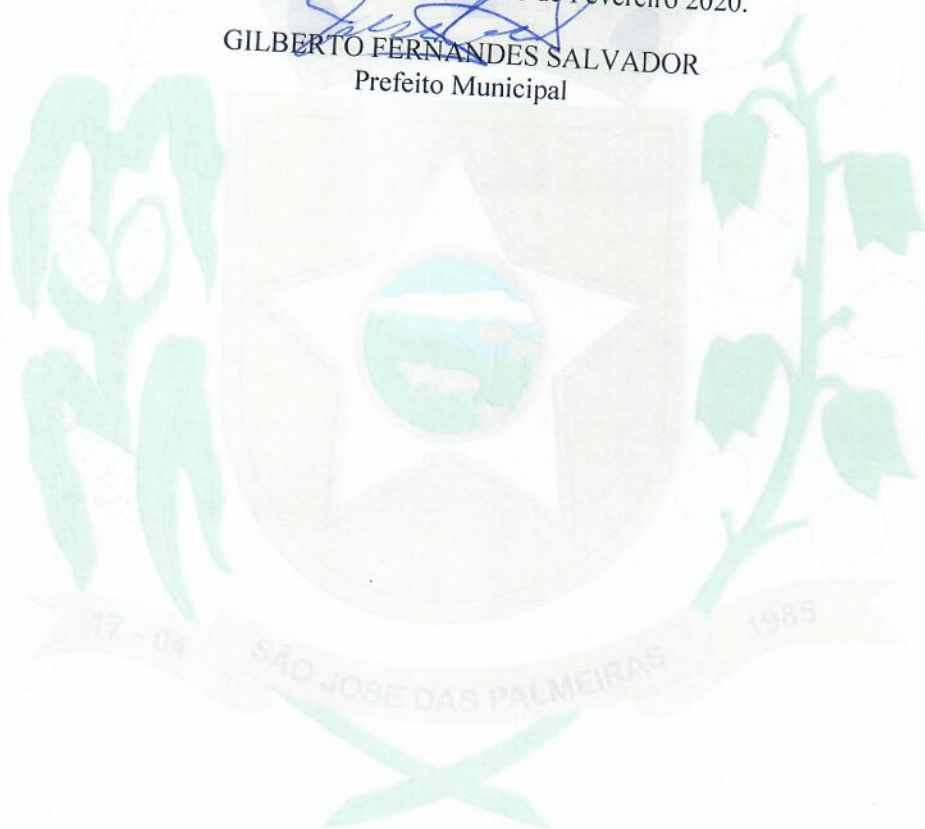 de Fevereiro 2020.
GILBERTO FERNANDES SALVADOR
Prefeito Municipal
17 - 04
SÃO JOSE DAS PALMEIRAS
1985